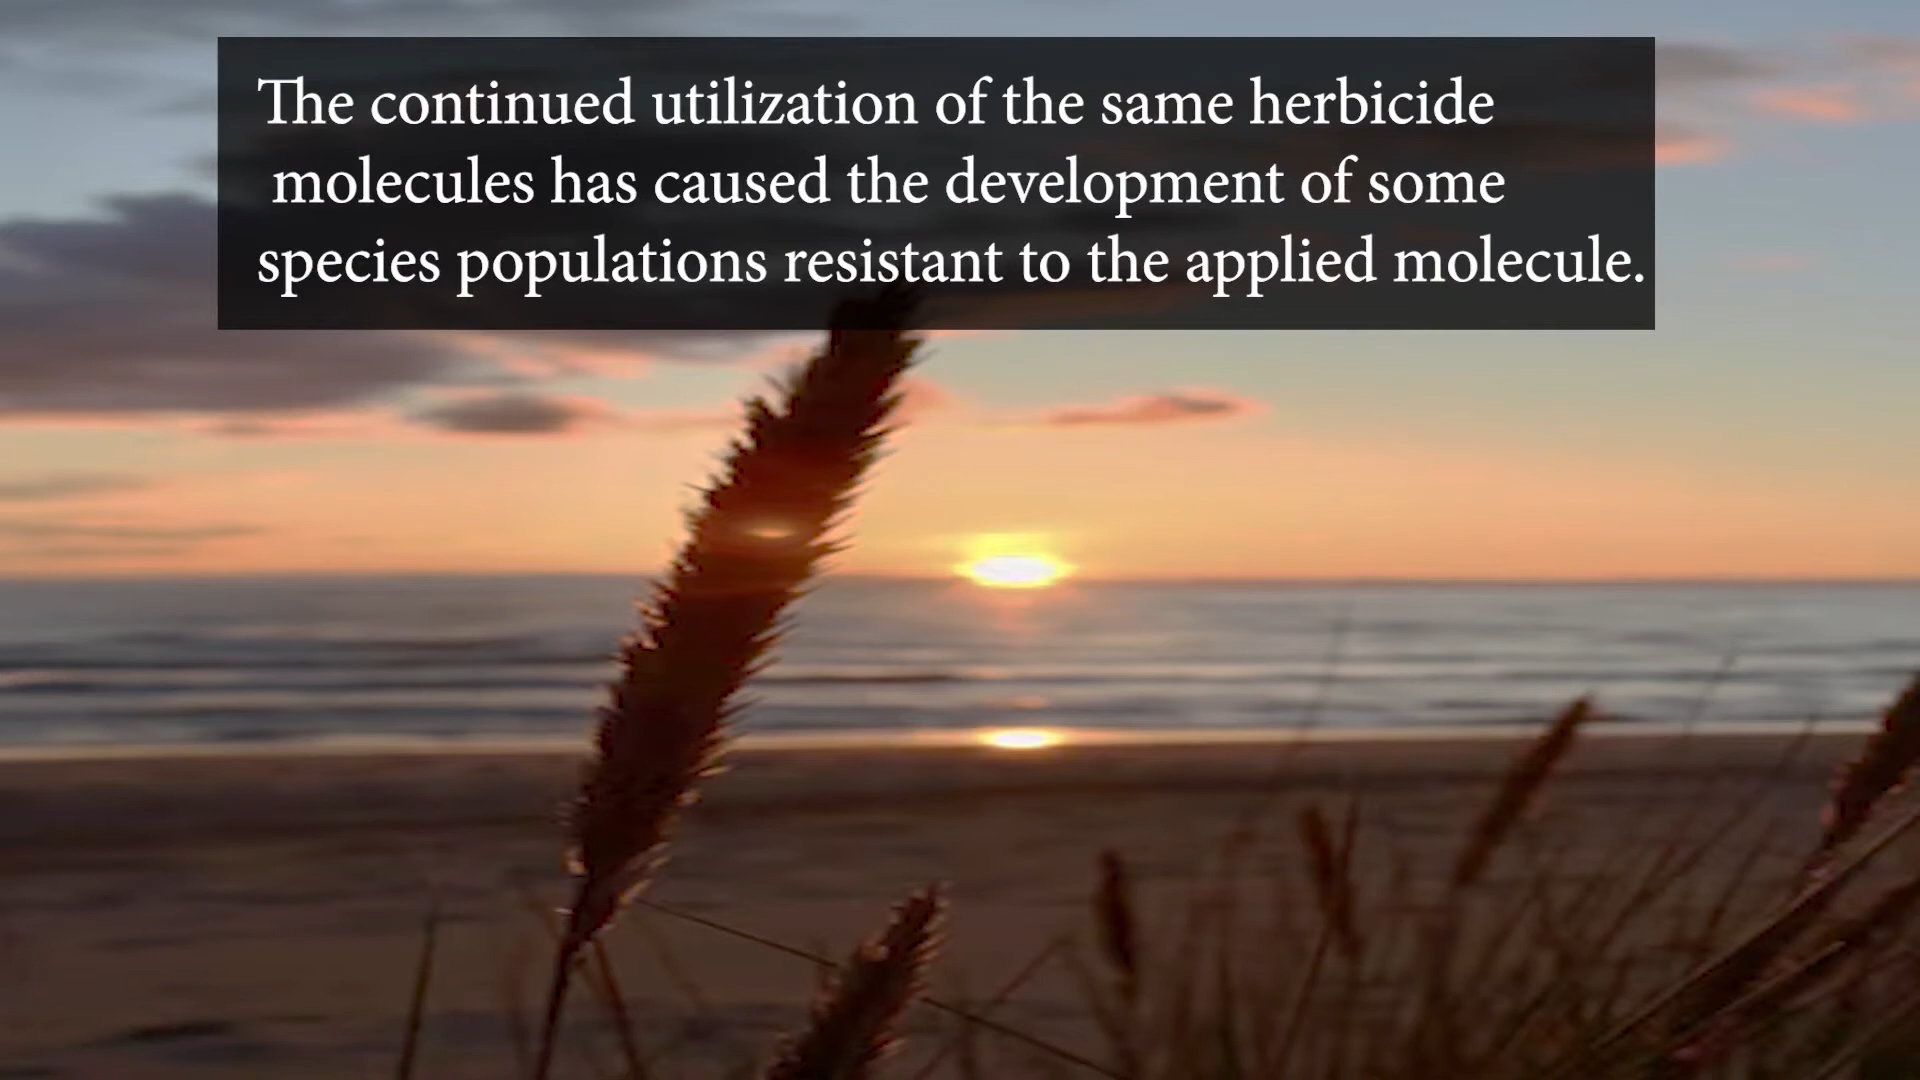 The continued utilization of the same herbicide
molecules has caused the development of some
species populations resistant to the applied molecule.